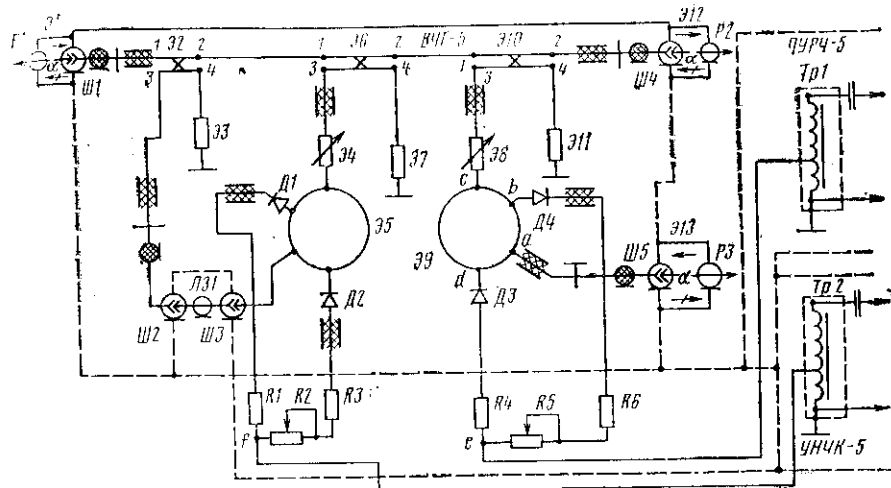 Э12
Р2
F'
α
Ш1
1
Э2
2
3
4
1
Э6
2
3
4
ВЧГ-5
1
Э10
2
3
4
Ш4
α
ПУРЧ-5
Тр1
Э3
Э4
Э7
Э8
Э11
Д1
c
b
Д4
Э5
Э9
a
d
Э13
Ш5
α
Р3
ЛЭ1
Ш2
Ш3
Д2
Д3
Тр2
R1
R2
R3
f
R4
R5
R6
e
УНЧК-5